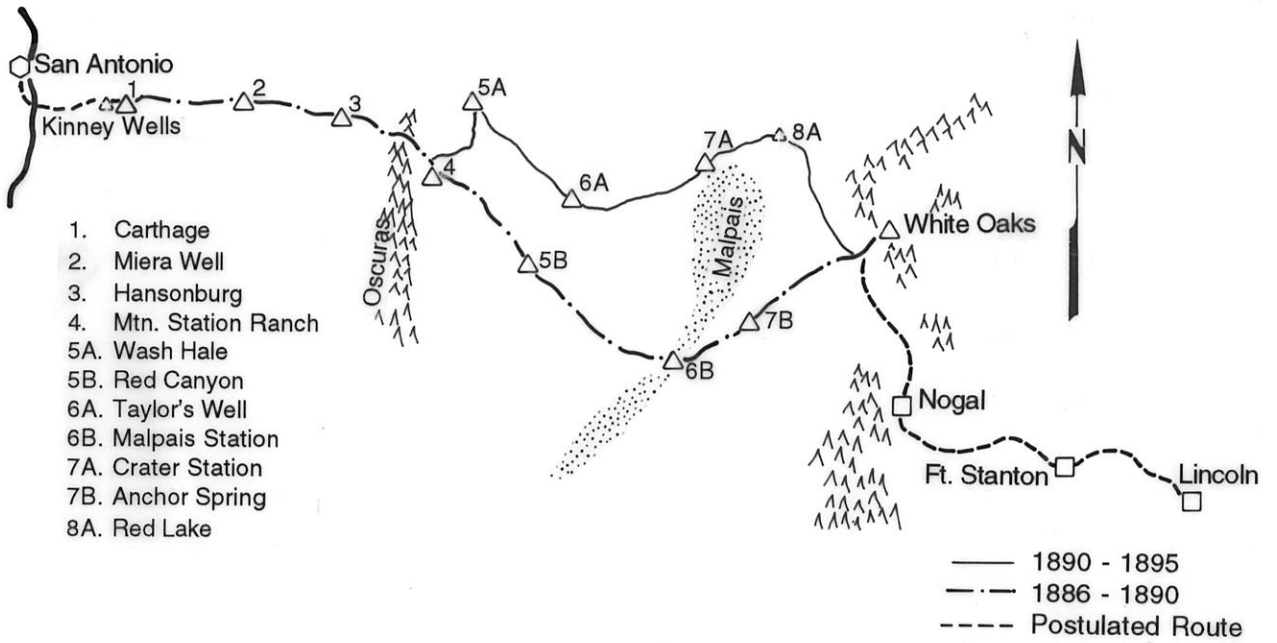 San Antonio
1
2
3
5A
Kinney Wells
4
6A
7A
8A
N
White Oaks
Malpais
Oscuras
5B
7B
6B
1. Carthage
2. Miera Well
3. Hansonburg
4. Mtn. Station Ranch
5A. Wash Hale
5B. Red Canyon
6A. Taylor's Well
6B. Malpais Station
7A. Crater Station
7B. Anchor Spring
8A. Red Lake
Nogal
Ft. Stanton
Lincoln
1890 - 1895
1886 - 1890
Postulated Route